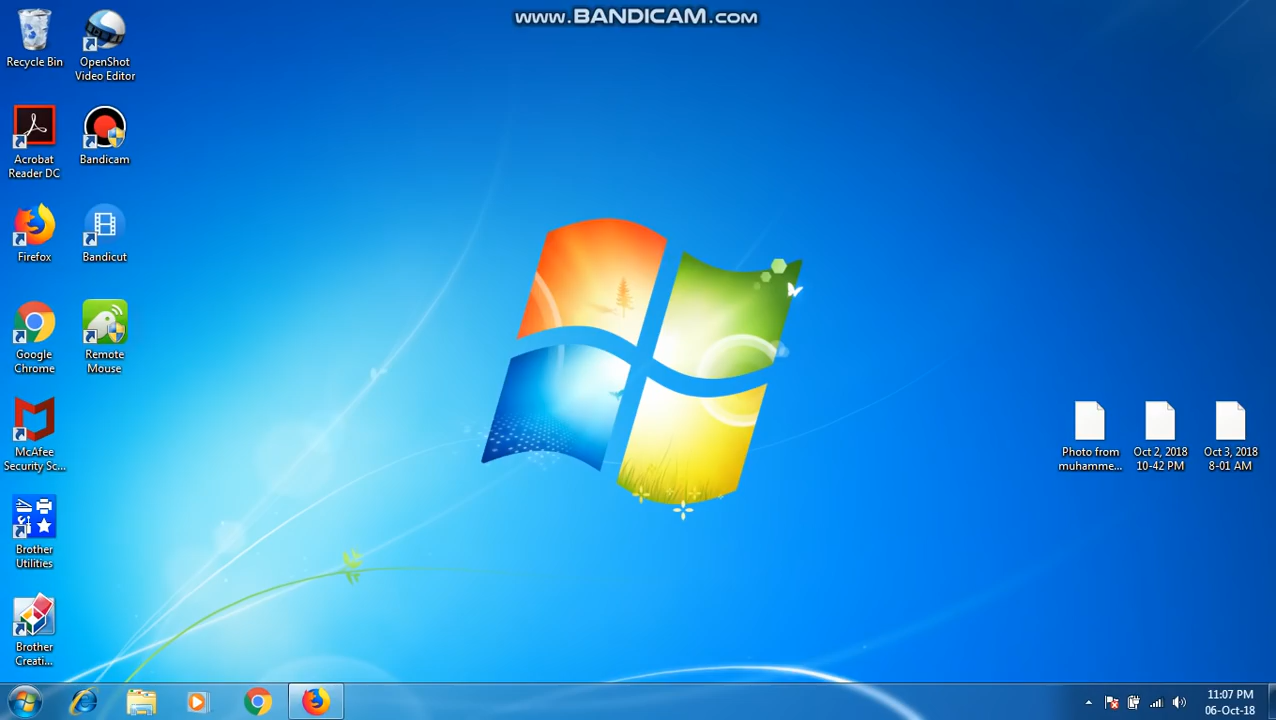 www.BANDICAM.com
Recycle Bin
OpenShot
Video Editor
Acrobat
Reader DC
Bandicam
Firefox
Bandicut
Google
Chrome
Remote
Mouse
McAfee
Security Sc...
Brother
Utilities
Brother
Creati...
Photo from
muhamme...
Oct 2, 2018
10-42 PM
Oct 3, 2018
8-01 AM
11:07 PM
06-Oct-18